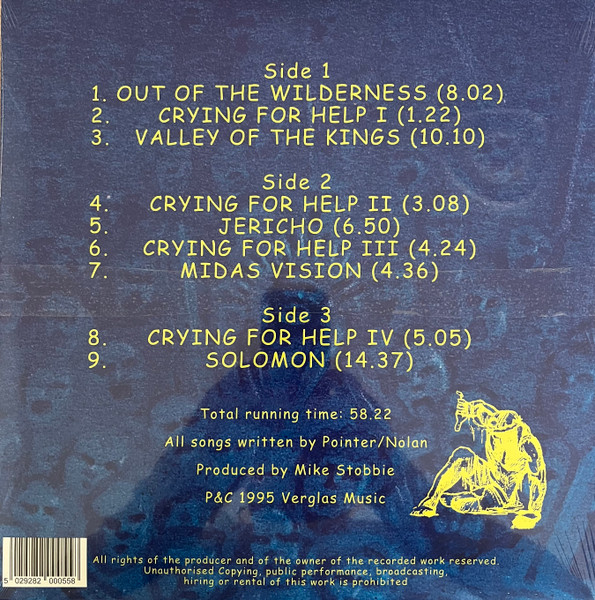 Side 1
1. OUT OF THE WILDERNESS (8.02)
2. CRYING FOR HELP I (1.22)
3. VALLEY OF THE KINGS (10.10)
Side 2
4. CRYING FOR HELP II (3.08)
5. JERICHO (6.50)
6. CRYING FOR HELP III (4.24)
7. MIDAS VISION (4.36)
Side 3
8. CRYING FOR HELP IV (5.05)
9. SOLOMON (14.37)
Total running time: 58.22
All songs written by Pointer/Nolan
Produced by Mike Stobbie
P&C 1995 Verglas Music
All rights of the producer and of the owner of the recorded work reserved.
Unauthorised Copying, public performance, broadcasting,
hiring or rental of this work is prohibited
5 029282 000558